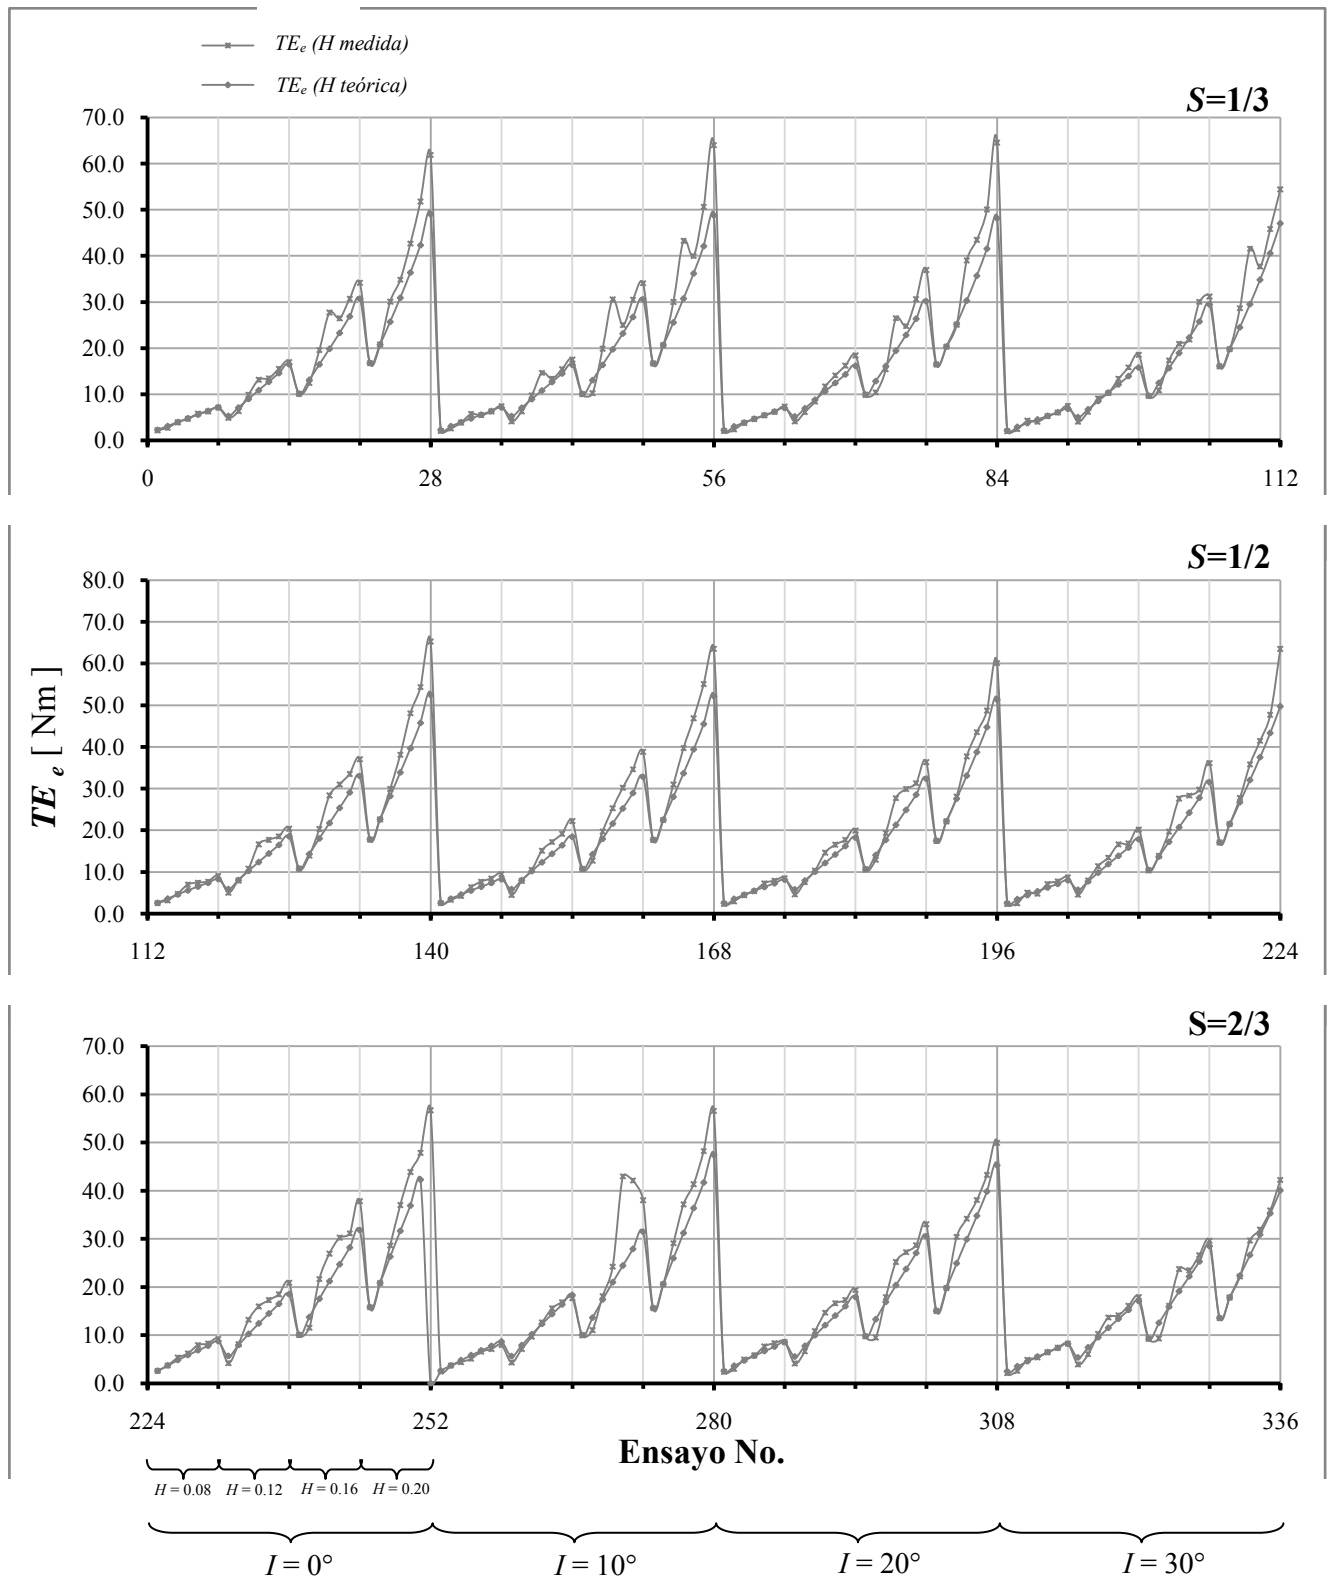 TEe (H medida)
TEe (H teórica)
S=1/3
70.0
60.0
50.0
40.0
30.0
20.0
10.0
0.0
0 28 56 84 112
S=1/2
80.0
70.0
60.0
50.0
40.0
30.0
20.0
10.0
0.0
112 140 168 196 224
TE e [ Nm ]
S=2/3
70.0
60.0
50.0
40.0
30.0
20.0
10.0
0.0
224 252 280 308 336
Ensayo No.
H = 0.08 H = 0.12 H = 0.16 H = 0.20
I = 0° I = 10° I = 20° I = 30°